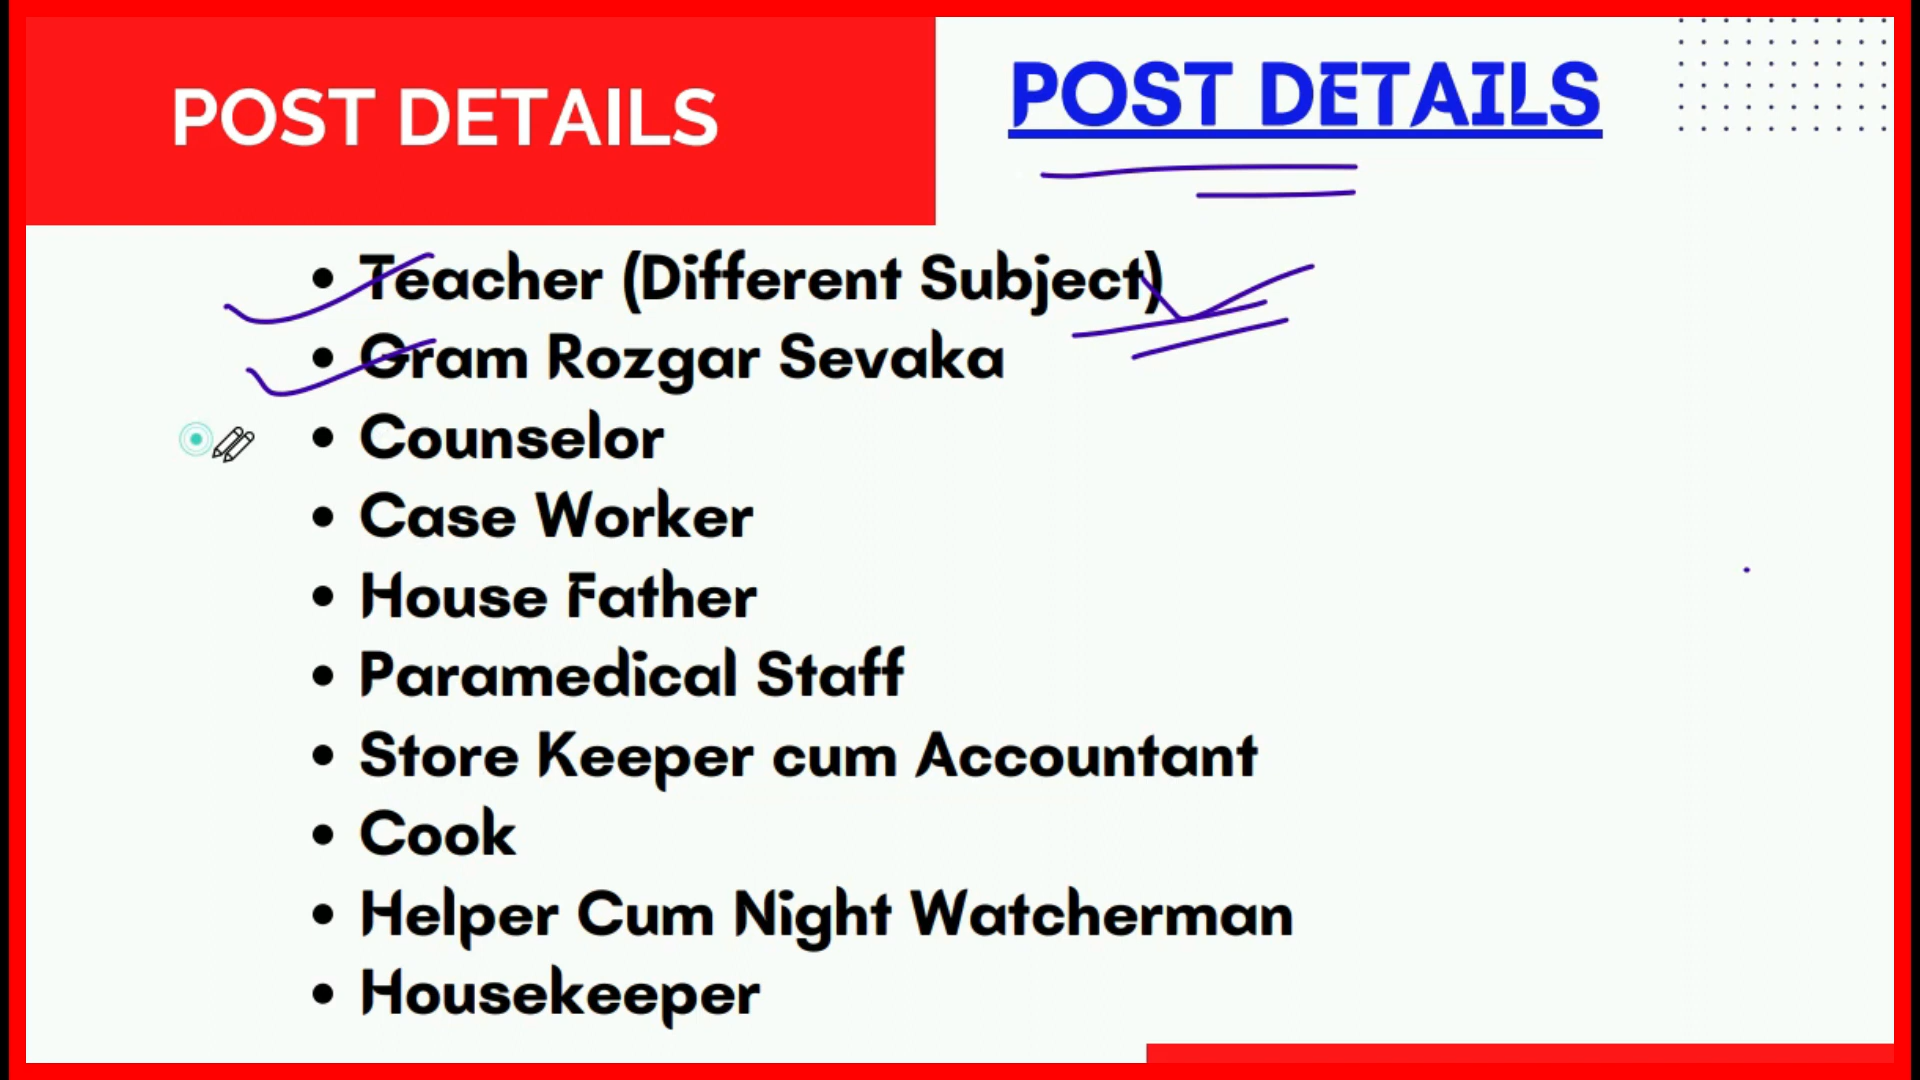 POST DETAILS
POST DETAILS
• Teacher (Different Subject)
• Gram Rozgar Sevaka
• Counselor
• Case Worker
• House Father
• Paramedical Staff
• Store Keeper cum Accountant
• Cook
• Helper Cum Night Watcherman
• Housekeeper